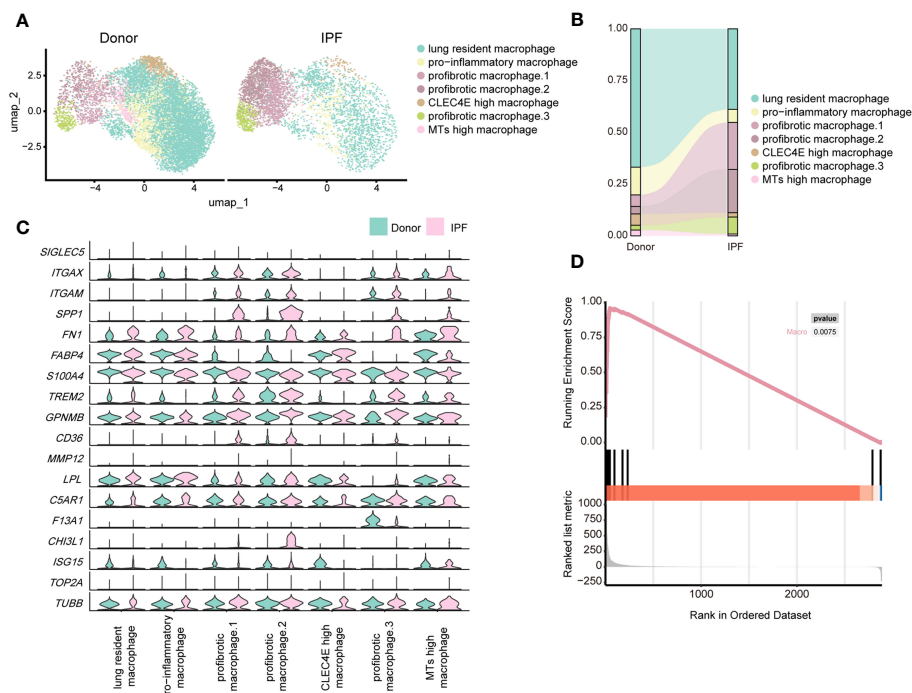 A
Donor
IPF
umap_2
2.5
0.0
−2.5
−4
0
4
−4
0
4
umap_1
lung resident macrophage
pro-inflammatory macrophage
profibrotic macrophage.1
profibrotic macrophage.2
CLEC4E high macrophage
profibrotic macrophage.3
MTs high macrophage
B
1.00
0.75
0.50
0.25
0.00
Donor
IPF
lung resident macrophage
pro-inflammatory macrophage
profibrotic macrophage.1
profibrotic macrophage.2
CLEC4E high macrophage
profibrotic macrophage.3
MTs high macrophage
C
Donor
IPF
SIGLEC5
ITGAX
ITGAM
SPP1
FN1
FABP4
S100A4
TREM2
GPNMB
CD36
MMP12
LPL
C5AR1
F13A1
CHI3L1
ISG15
TOP2A
TUBB
lung resident
macrophage
pro-inflammatory
macrophage
profibrotic
macrophage.1
profibrotic
macrophage.2
CLEC4E high
macrophage
profibrotic
macrophage.3
MTs high
macrophage
D
Running Enrichment Score
1.00
0.75
0.50
0.25
0.00
pvalue
Macro
0.0075
Ranked list metric
1000
750
500
250
0
−250
1000
2000
Rank in Ordered Dataset